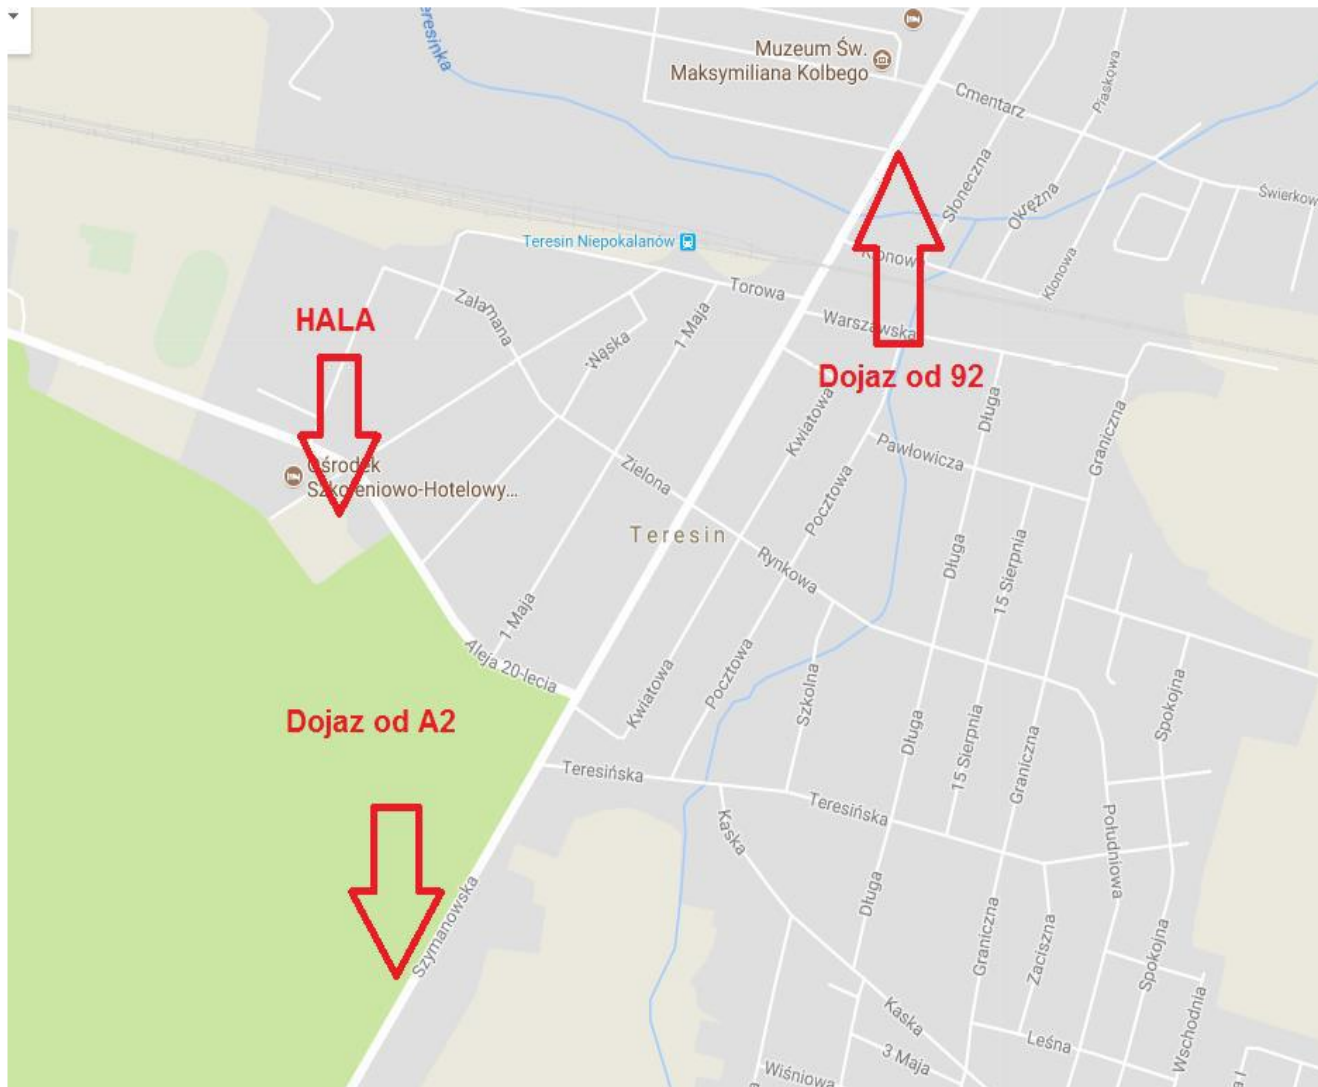 eresinka
Muzeum Św.
Maksymiliana Kolbego
Cmentarz
Piaskowa
Słoneczna
Okrężna
Świerkow
Klonowa
Klonowa
Teresin Niepokalanów
Torowa
Warszawska
HALA
Załamana
Wąska
1 Maja
Dojaz od 92
Długa
Kwiatowa
Pawłowicza
Graniczna
Ośrodek
Szkoleniowo-Hotelowy...
Zielona
Pocztowa
Teresin
Rynkowa
Długa
15 Sierpnia
1 Maja
Aleja 20-lecia
Kwiatowa
Pocztowa
Szkolna
Długa
15 Sierpnia
Graniczna
Spokojna
Dojaz od A2
Teresińska
Teresińska
Kaska
Południowa
Szymanowska
Długa
Graniczna
Zaciszna
Spokojna
Wschodnia
Kaska
3 Maja
Leśna
Wiśniowa